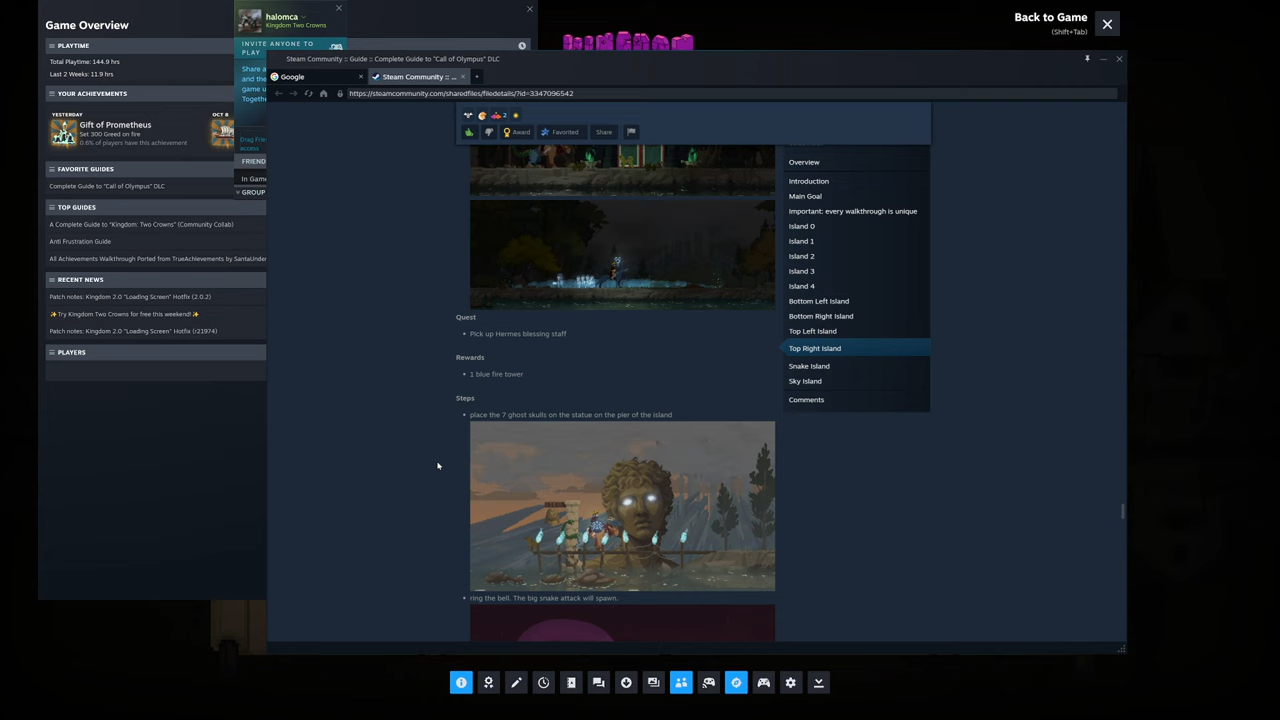 Game Overview
PLAYTIME
Total Playtime: 144.9 hrs
Last 2 Weeks: 11.9 hrs
YOUR ACHIEVEMENTS
YESTERDAY
OCT 8
Gift of Prometheus
Set 300 Greed on fire
0.6% of players have this achievement
FAVORITE GUIDES
Complete Guide to "Call of Olympus" DLC
TOP GUIDES
A Complete Guide to "Kingdom: Two Crowns" (Community Collab)
Anti Frustration Guide
All Achievements Walkthrough Ported from TrueAchievements by SantaUnder
RECENT NEWS
Patch notes: Kingdom 2.0 "Loading Screen" Hotfix (2.0.2)
✨Try Kingdom Two Crowns for free this weekend!✨
Patch notes: Kingdom 2.0 "Loading Screen" Hotfix (r21974)
PLAYERS
halomca
Kingdom Two Crowns
INVITE ANYONE TO
PLAY
Share a
and the
game u
Togethe
Drag Frie
access
FRIEND
In Gam
GROUP
Back to Game
(Shift+Tab)
Steam Community :: Guide :: Complete Guide to "Call of Olympus" DLC
Google
Steam Community :: ...
https://steamcommunity.com/sharedfiles/filedetails/?id=3347096542
2
Award
Favorited
Share
Quest
Pick up Hermes blessing staff
Rewards
1 blue fire tower
Steps
place the 7 ghost skulls on the statue on the pier of the island
ring the bell. The big snake attack will spawn.
Overview
Introduction
Main Goal
Important: every walkthrough is unique
Island 0
Island 1
Island 2
Island 3
Island 4
Bottom Left Island
Bottom Right Island
Top Left Island
Top Right Island
Snake Island
Sky Island
Comments